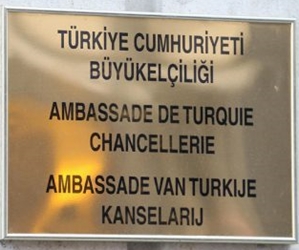 TÜRKİYE CUMHURİYETİ
BÜYÜKELÇİLİĞİ
AMBASSADE DE TURQUIE
CHANCELLERIE
AMBASSADE VAN TURKIJE
KANSELARIJ